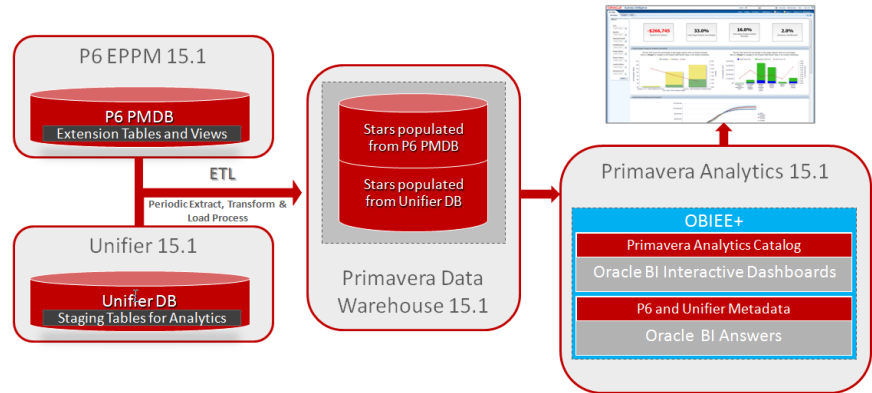 P6 EPPM 15.1
P6 PMDB
Extension Tables and Views
ETL
Periodic Extract, Transform &
Load Process
Unifier 15.1
Unifier DB
Staging Tables for Analytics
Stars populated
from P6 PMDB
Stars populated
from Unifier DB
Primavera Data
Warehouse 15.1
ORACLE
-$266,745
33.0%
16.0%
2.0%
Primavera Analytics 15.1
OBIEE+
Primavera Analytics Catalog
Oracle BI Interactive Dashboards
P6 and Unifier Metadata
Oracle BI Answers